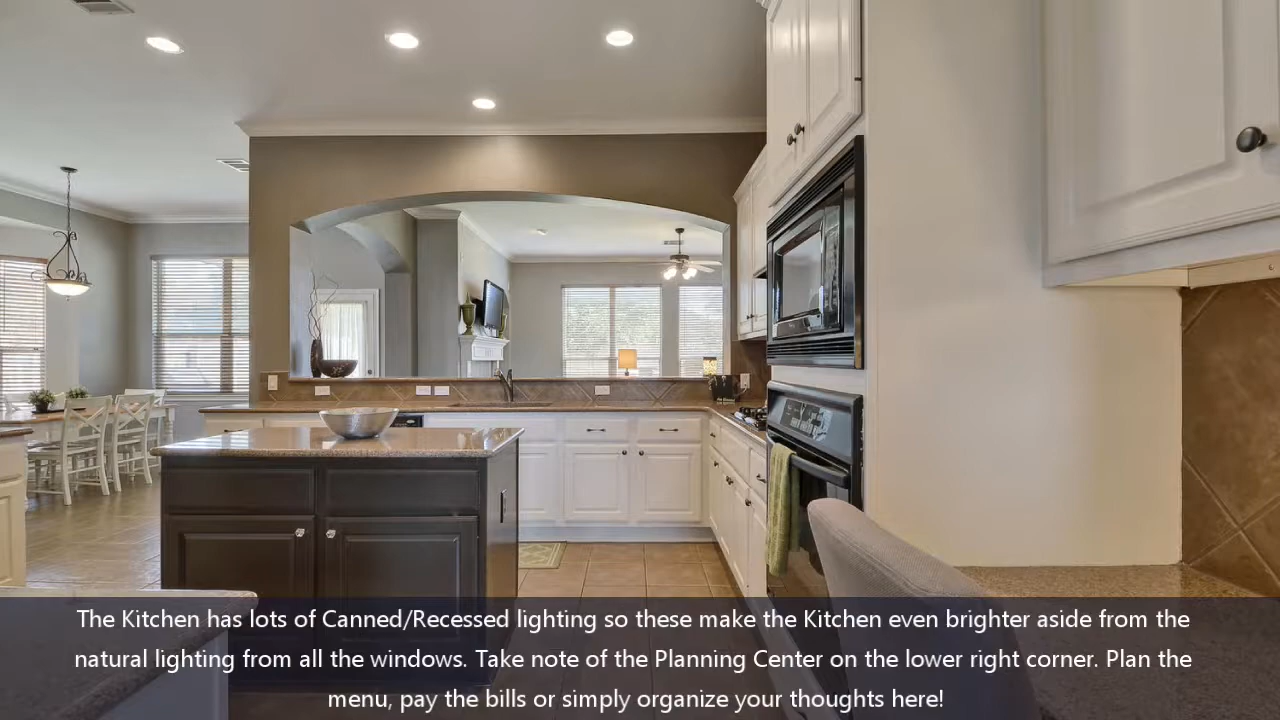 The Kitchen has lots of Canned/Recessed lighting so these make the Kitchen even brighter aside from the
natural lighting from all the windows. Take note of the Planning Center on the lower right corner. Plan the
menu, pay the bills or simply organize your thoughts here!